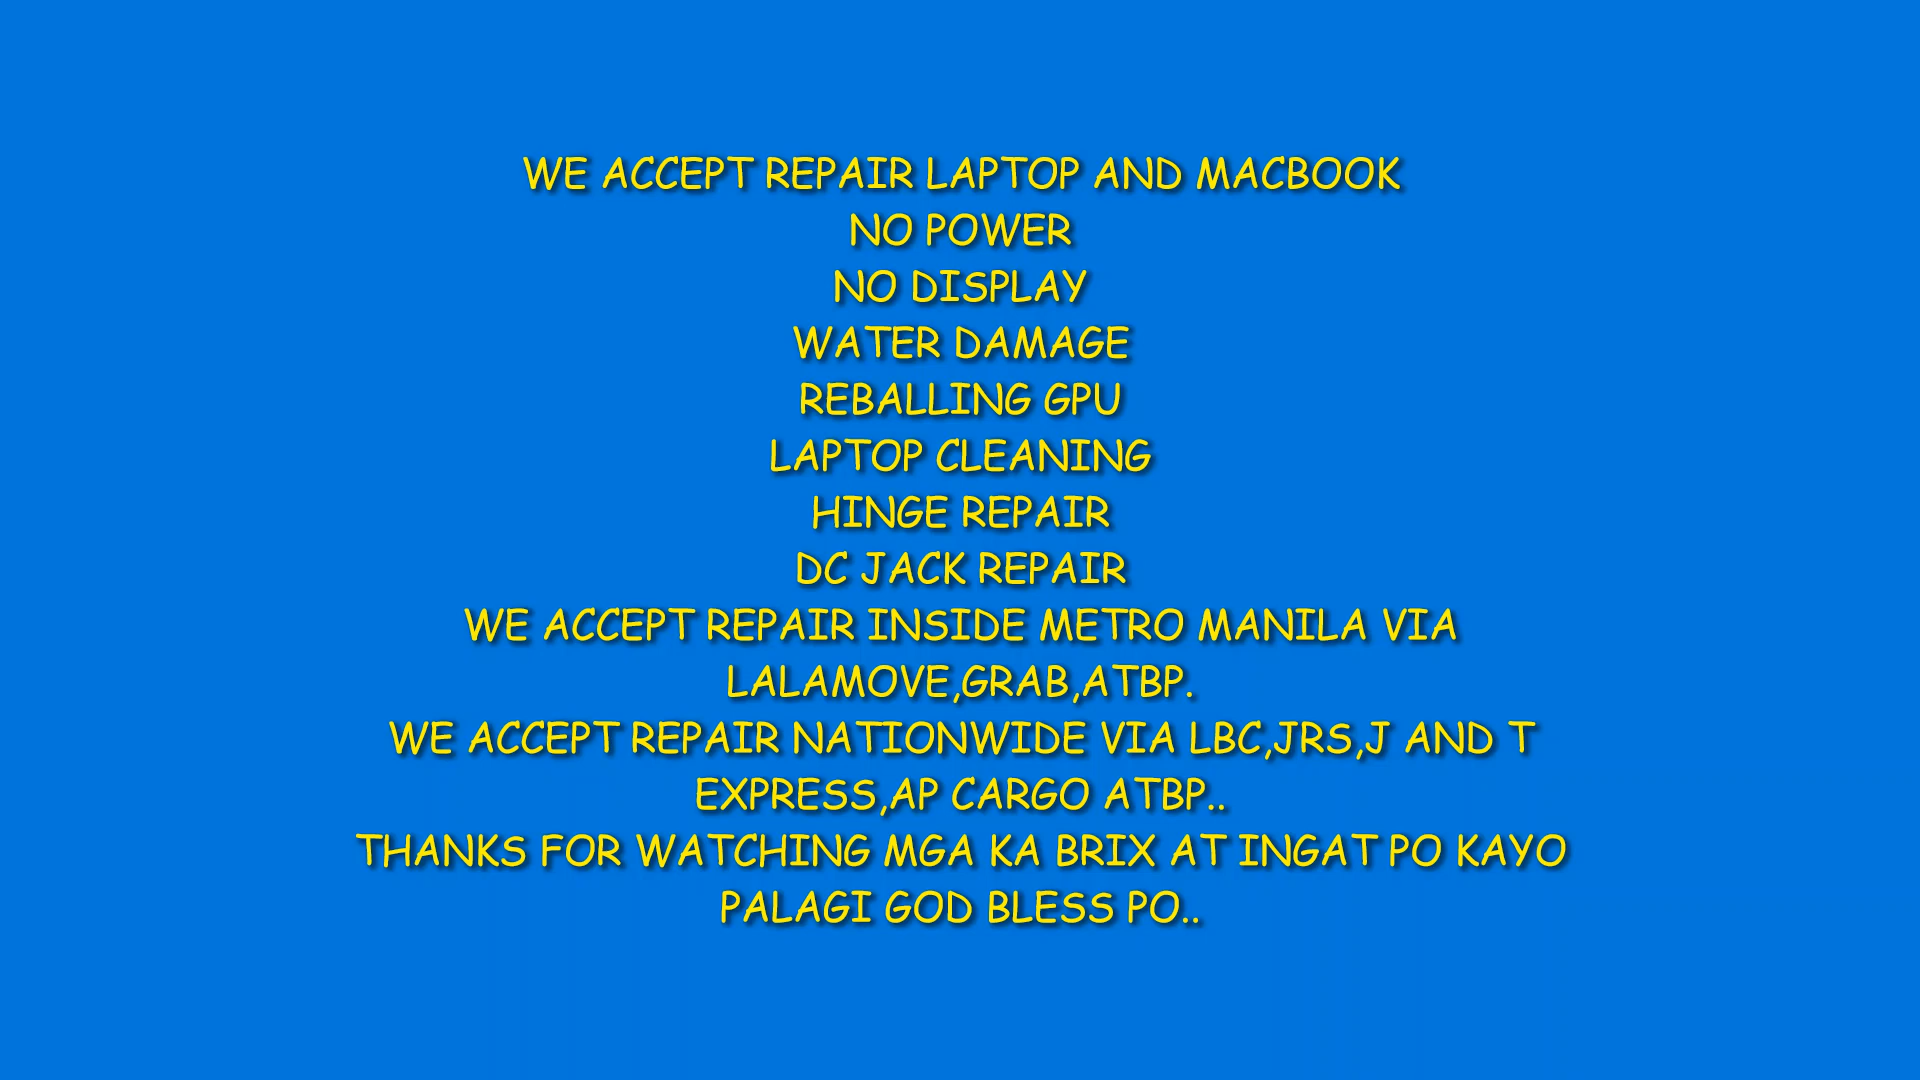 WE ACCEPT REPAIR LAPTOP AND MACBOOK
NO POWER
NO DISPLAY
WATER DAMAGE
REBALLING GPU
LAPTOP CLEANING
HINGE REPAIR
DC JACK REPAIR
WE ACCEPT REPAIR INSIDE METRO MANILA VIA
LALAMOVE,GRAB,ATBP.
WE ACCEPT REPAIR NATIONWIDE VIA LBC,JRS,J AND T
EXPRESS,AP CARGO ATBP..
THANKS FOR WATCHING MGA KA BRIX AT INGAT PO KAYO
PALAGI GOD BLESS PO..